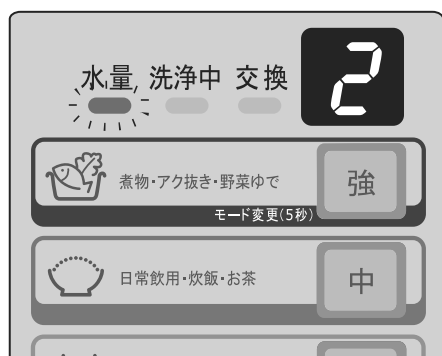 水量 洗浄中 交換 2
煮物・アク抜き・野菜ゆで 強
モード変更(5秒)
日常飲用・炊飯・お茶 中